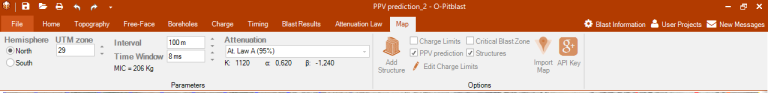 PPV prediction_2 - O-Pitblast
File Home Topography Free-Face Boreholes Charge Timing Blast Results Attenuation Law Map Blast Information User Projects New Messages
Hemisphere UTM zone Interval 100 m Attenuation Charge Limits Critical Blast Zone
North 29 Time Window 8 ms At. Law A (95%) PPV prediction Structures
South MIC = 206 Kg K: 1120 α: 0.620 β: -1.240 Add Structure Edit Charge Limits Import Map API Key
Parameters Options